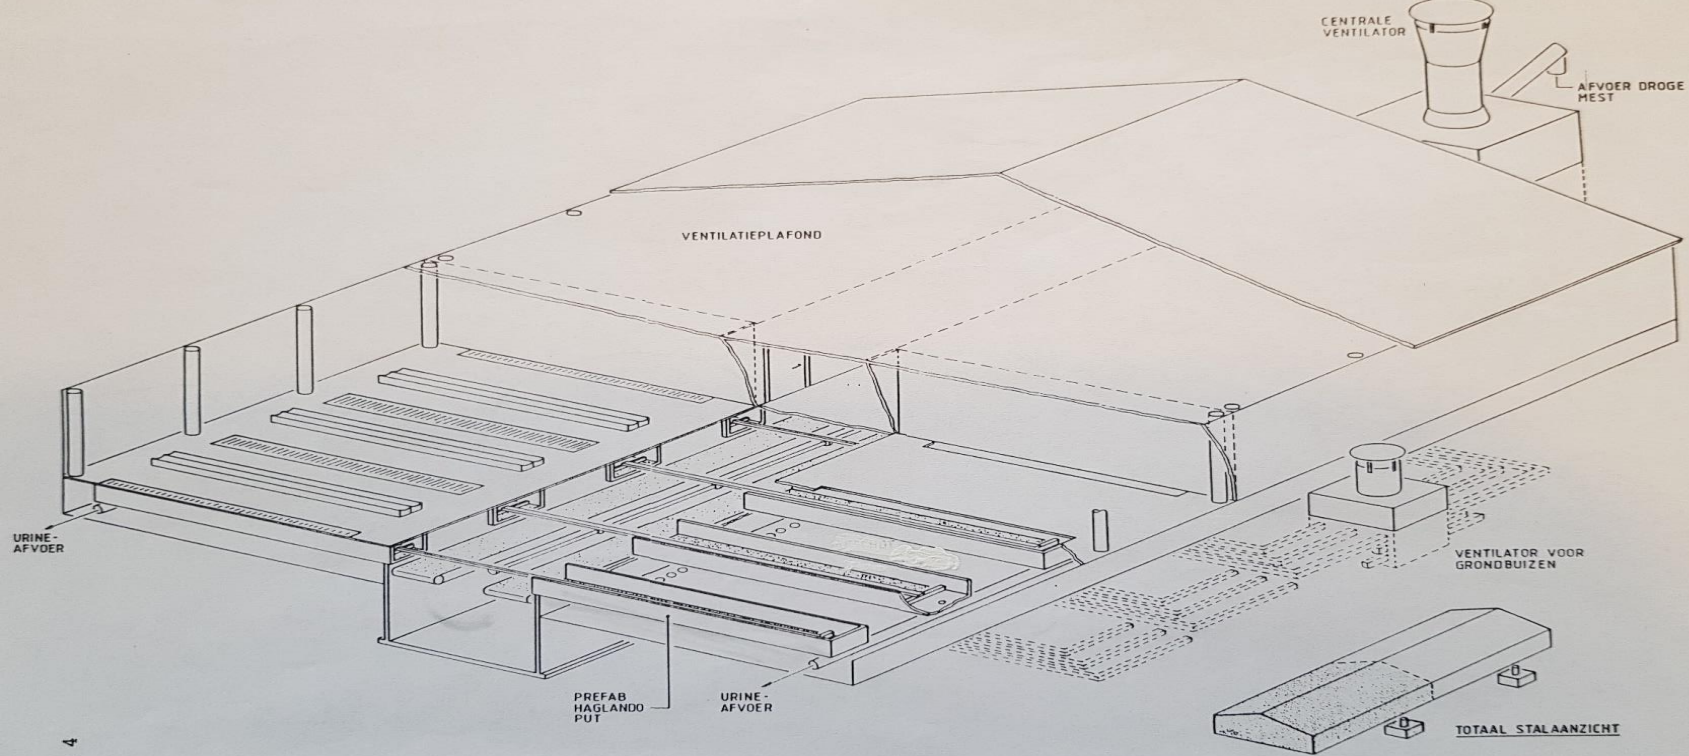 CENTRALE
VENTILATOR
AFVOER DROGE
MEST
VENTILATIEPLAFOND
URINE-
AFVOER
VENTILATOR VOOR
GRONDBUIZEN
PREFAB
HAGLANDO
PUT
URINE-
AFVOER
TOTAAL STALAANZICHT
4